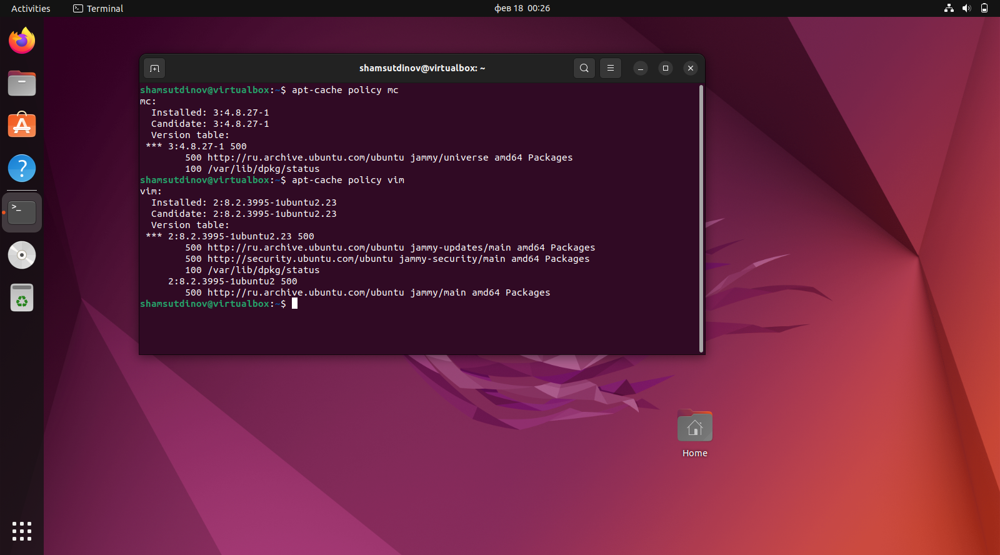 Activities
Terminal
фев 18 00:26
shamsutdinov@virtualbox: ~
shamsutdinov@virtualbox:~$ apt-cache policy mc
mc:
  Installed: 3:4.8.27-1
  Candidate: 3:4.8.27-1
  Version table:
 *** 3:4.8.27-1 500
        500 http://ru.archive.ubuntu.com/ubuntu jammy/universe amd64 Packages
        100 /var/lib/dpkg/status
shamsutdinov@virtualbox:~$ apt-cache policy vim
vim:
  Installed: 2:8.2.3995-1ubuntu2.23
  Candidate: 2:8.2.3995-1ubuntu2.23
  Version table:
 *** 2:8.2.3995-1ubuntu2.23 500
        500 http://ru.archive.ubuntu.com/ubuntu jammy-updates/main amd64 Packages
        500 http://security.ubuntu.com/ubuntu jammy-security/main amd64 Packages
        100 /var/lib/dpkg/status
     2:8.2.3995-1ubuntu2 500
        500 http://ru.archive.ubuntu.com/ubuntu jammy/main amd64 Packages
shamsutdinov@virtualbox:~$
Home